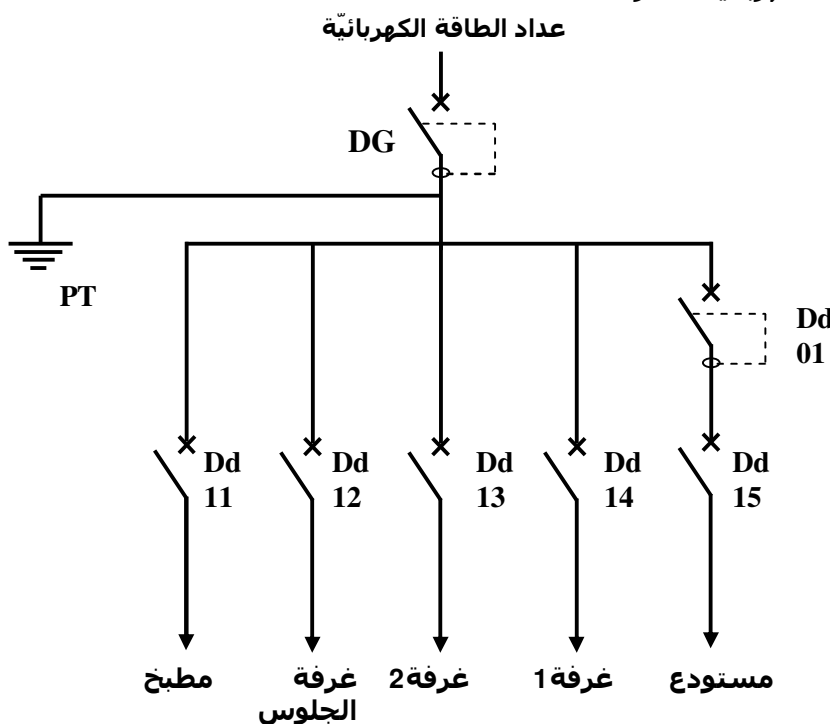 عداد الطاقة الكهربائيّة
DG
PT
Dd
01
Dd
11
Dd
12
Dd
13
Dd
14
Dd
15
مطبخ
غرفة
الجلوس
غرفة2
غرفة1
مستودع